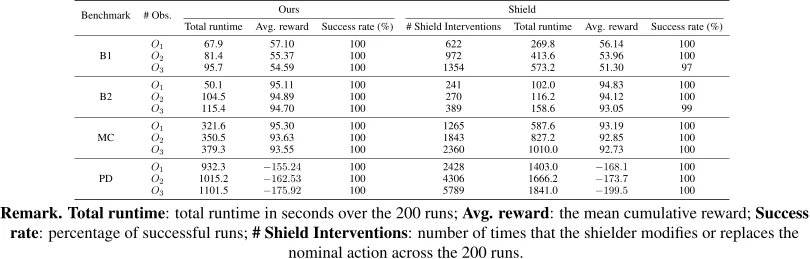 Benchmark # Obs. Ours Shield
Total runtime Avg. reward Success rate (%) # Shield Interventions Total runtime Avg. reward Success rate (%)
B1 O1 67.9 57.10 100 622 269.8 56.14 100
O2 81.4 55.37 100 972 413.6 53.96 100
O3 95.7 54.59 100 1354 573.2 51.30 97
B2 O1 50.1 95.11 100 241 102.0 94.83 100
O2 104.5 94.89 100 270 116.2 94.12 100
O3 115.4 94.70 100 389 158.6 93.05 99
MC O1 321.6 95.30 100 1265 587.6 93.19 100
O2 350.5 93.63 100 1843 827.2 92.85 100
O3 379.3 93.55 100 2360 1010.0 92.73 100
PD O1 932.3 −155.24 100 2428 1403.0 −168.1 100
O2 1015.2 −162.53 100 4306 1666.2 −173.7 100
O3 1101.5 −175.92 100 5789 1841.0 −199.5 100
Remark. Total runtime: total runtime in seconds over the 200 runs; Avg. reward: the mean cumulative reward; Success
rate: percentage of successful runs; # Shield Interventions: number of times that the shielder modifies or replaces the
nominal action across the 200 runs.